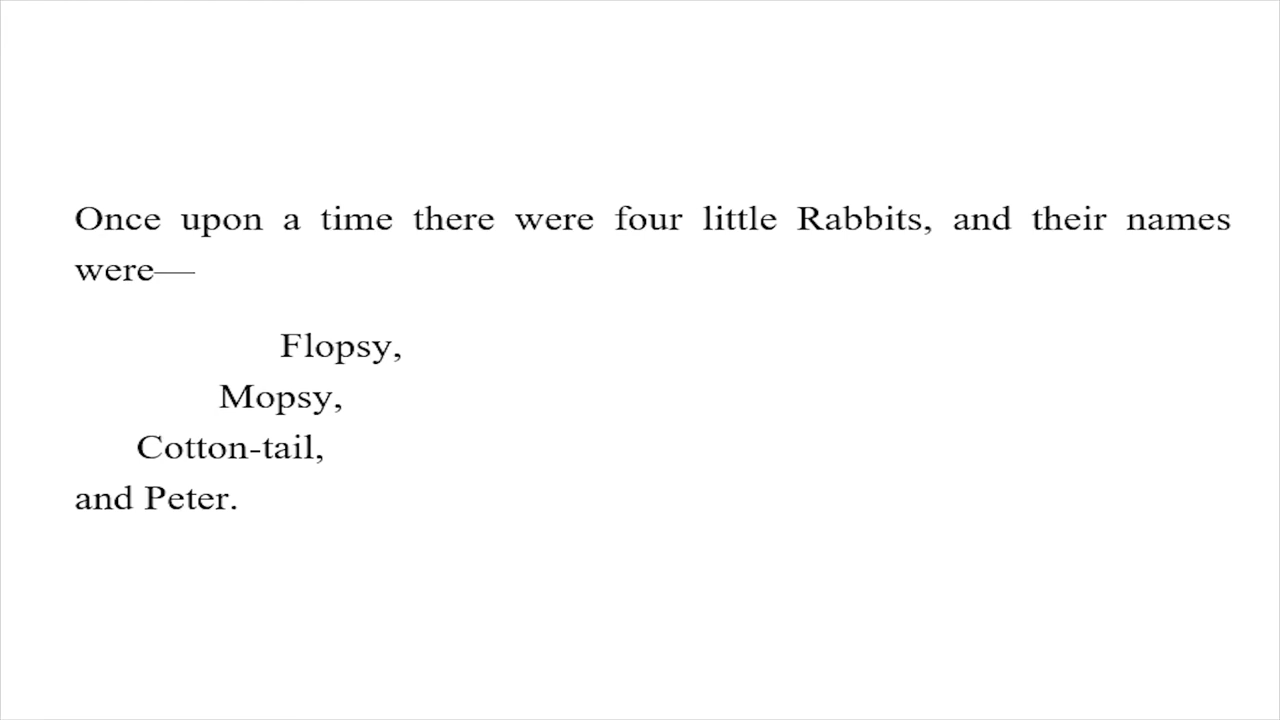 Once upon a time there were four little Rabbits, and their names
were—
Flopsy,
Mopsy,
Cotton-tail,
and Peter.